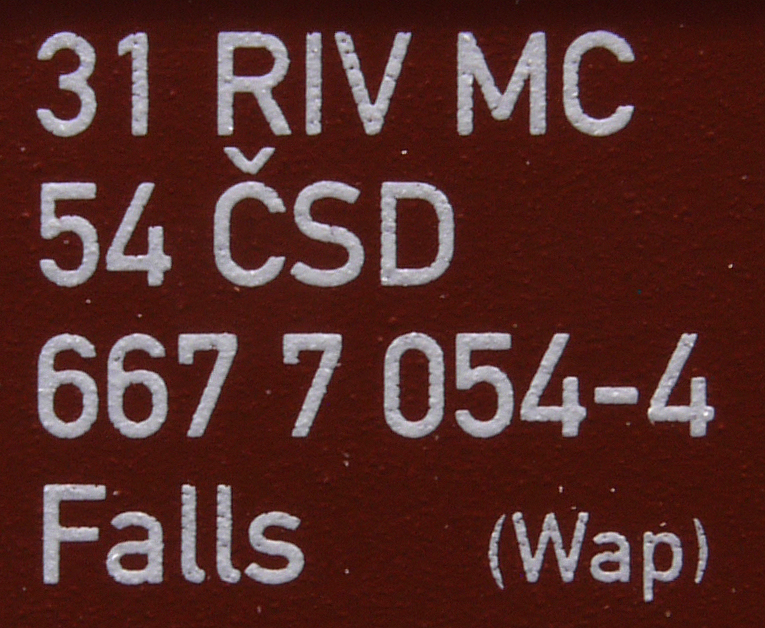 31 RIV MC
54 ČSD
667 7 054-4
Falls (Wap)